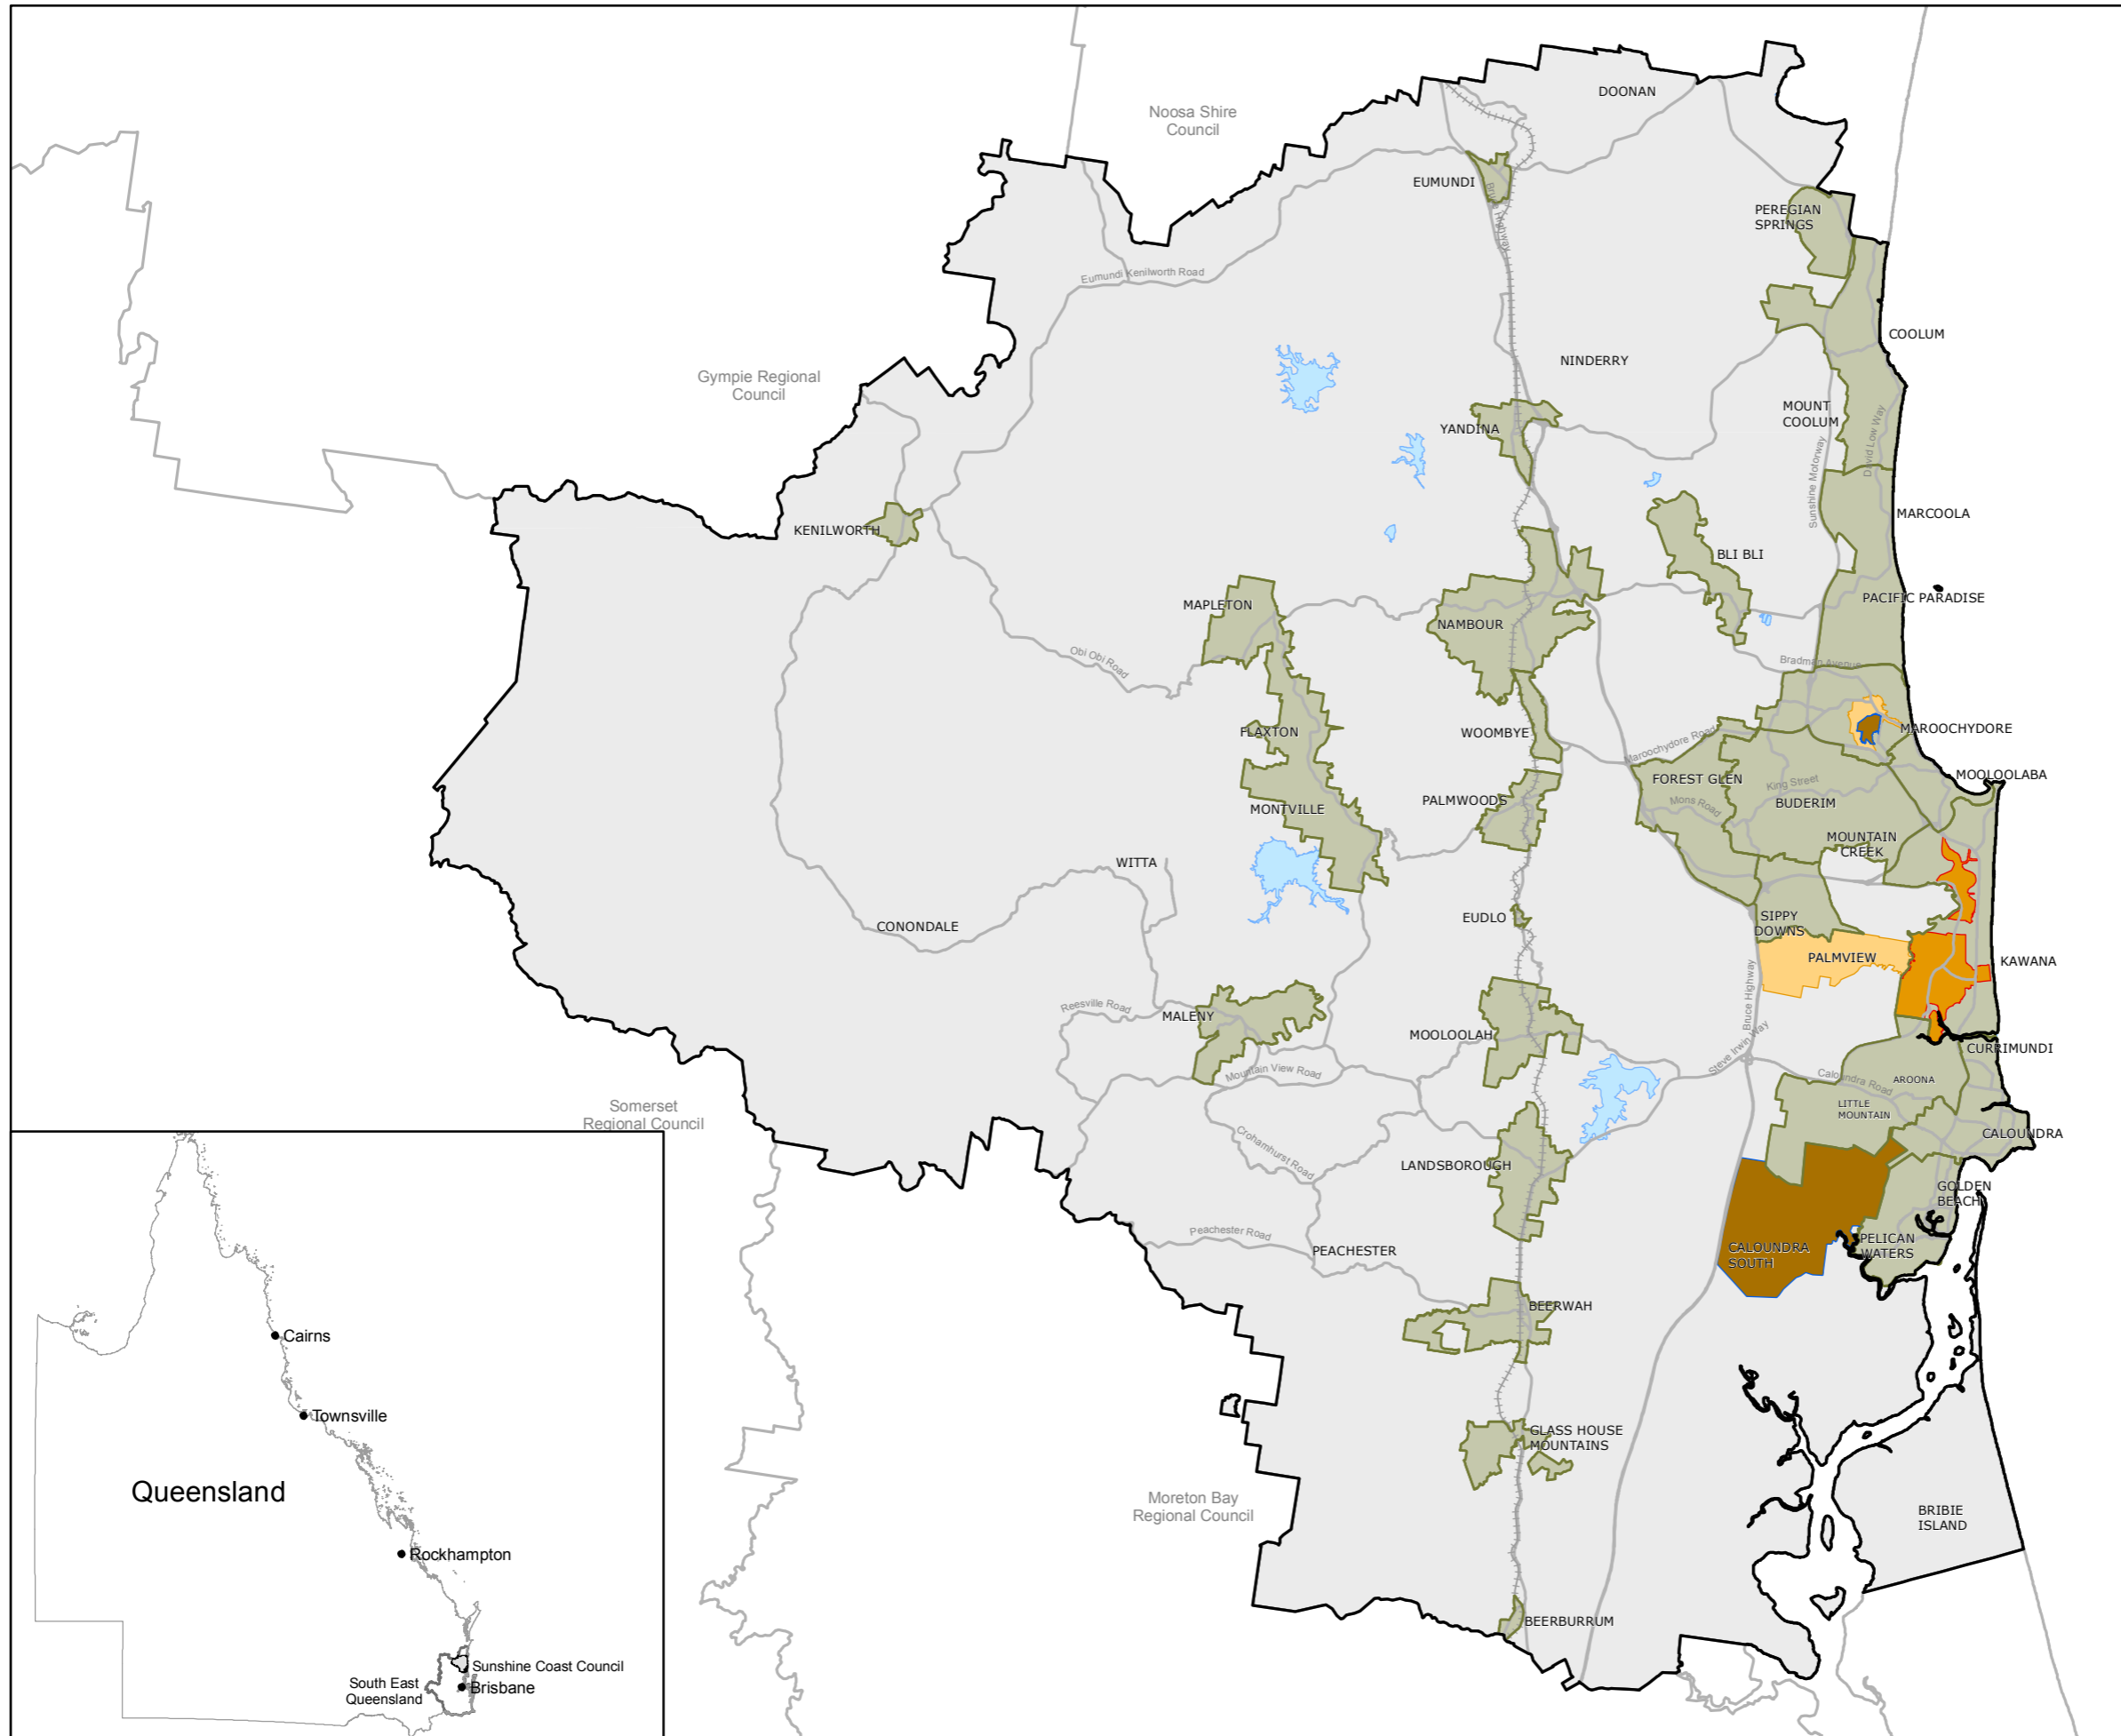 DOONAN
Noosa Shire
Council
EUMUNDI
Bruce Highway
PEREGIAN
SPRINGS
Eumundi Kenilworth Road
COOLUM
NINDERRY
Gympie Regional
Council
MOUNT
COOLUM
David Low Way
YANDINA
Sunshine Motorway
MARCOOLA
KENILWORTH
BLI BLI
PACIFIC PARADISE
MAPLETON
NAMBOUR
Obi Obi Road
Bradman Avenue
FLAXTON
WOOMBYE
MAROOCHYDORE
Maroochydore Road
MOOLOOLABA
FOREST GLEN
King Street
PALMWOODS
Mons Road
BUDERIM
MONTVILLE
MOUNTAIN
CREEK
WITTA
EUDLO
SIPPY
DOWNS
CONONDALE
PALMVIEW
KAWANA
Bruce Highway
Reesville Road
MALENY
MOOLOOLAH
Steve Irwin Way
CURRIMUNDI
Mountain View Road
Caloundra Road
AROONA
Somerset
Regional Council
LITTLE
MOUNTAIN
CALOUNDRA
Crohamhurst Road
LANDSBOROUGH
GOLDEN
BEACH
Peachester Road
PEACHESTER
CALOUNDRA
SOUTH
PELICAN
WATERS
BEERWAH
GLASS HOUSE
MOUNTAINS
Moreton Bay
Regional Council
BRIBIE
ISLAND
BEERBURRUM
Cairns
Townsville
Queensland
Rockhampton
Sunshine Coast Council
South East
Queensland
Brisbane